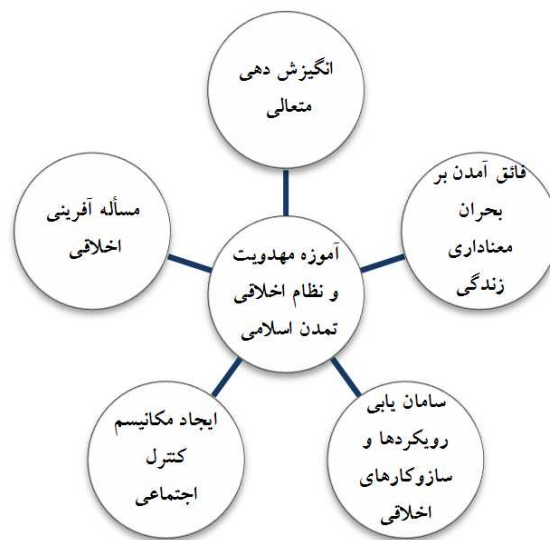 انگیزش دهی
متعالی
فائق آمدن بر
بحران
معناداری
زندگی
مسأله آفرینی
اخلاقی
آموزه مهدویت
و نظام اخلاقی
تمدن اسلامی
سامان یابی
رویکردها و
سازوکارهای
اخلاقی
ایجاد مکانیسم
کنترل
اجتماعی